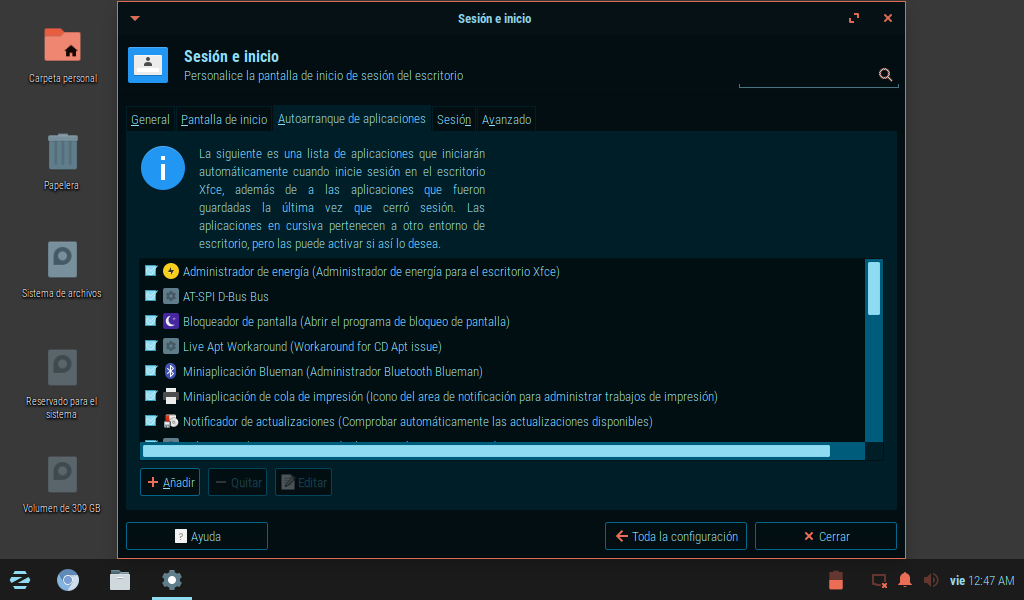 Sesión e inicio
Sesión e inicio
Personalice la pantalla de inicio de sesión del escritorio
General
Pantalla de inicio
Autoarranque de aplicaciones
Sesión
Avanzado
La siguiente es una lista de aplicaciones que iniciarán
automáticamente cuando inicie sesión en el escritorio
Xfce, además de a las aplicaciones que fueron
guardadas la última vez que cerró sesión. Las
aplicaciones en cursiva pertenecen a otro entorno de
escritorio, pero las puede activar si así lo desea.
Administrador de energía (Administrador de energía para el escritorio Xfce)
AT-SPI D-Bus Bus
Bloqueador de pantalla (Abrir el programa de bloqueo de pantalla)
Live Apt Workaround (Workaround for CD Apt issue)
Miniaplicación Blueman (Administrador Bluetooth Blueman)
Miniaplicación de cola de impresión (Icono del area de notificación para administrar trabajos de impresión)
Notificador de actualizaciones (Comprobar automáticamente las actualizaciones disponibles)
Añadir
Quitar
Editar
Ayuda
Toda la configuración
Cerrar
Carpeta personal
Papelera
Sistema de archivos
Reservado para el
sistema
Volumen de 309 GB
vie 12:47 AM